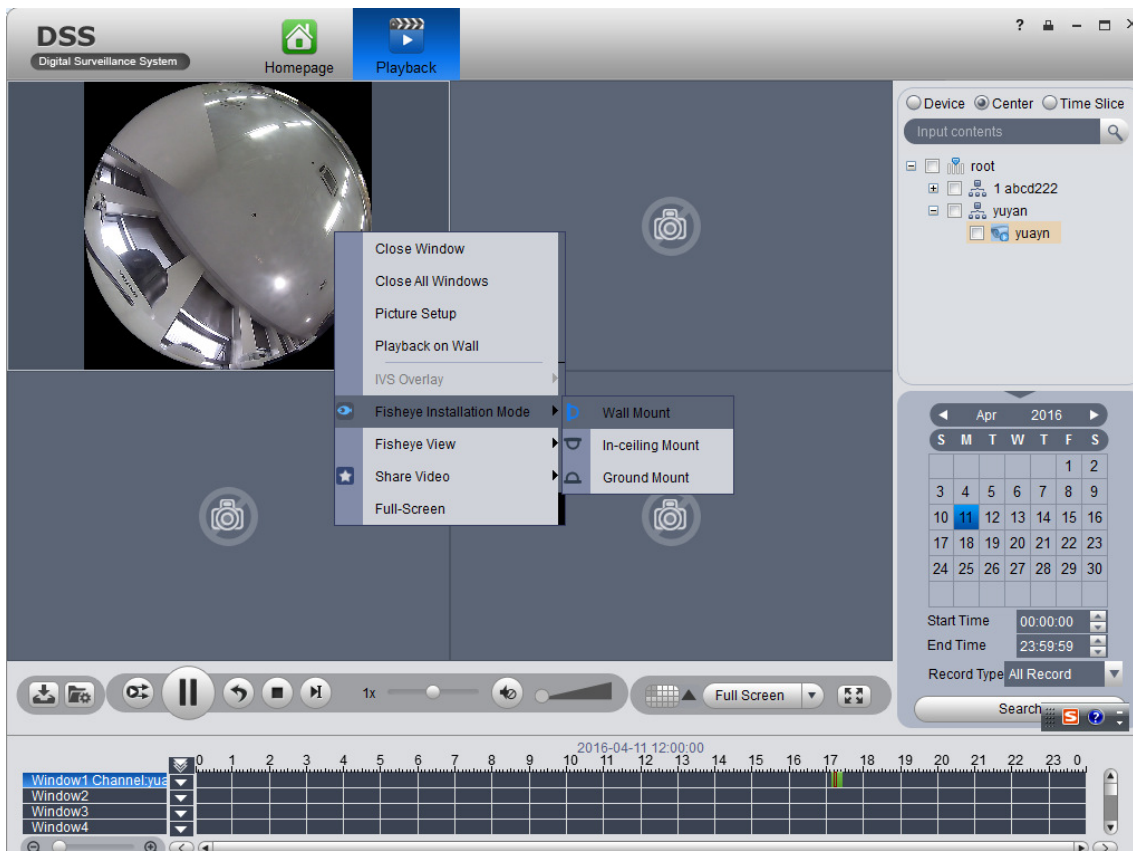 DSS
Digital Surveillance System
Homepage
Playback
?
Device Center Time Slice
Input contents
root
1 abcd222
yuyan
yuayn
Close Window
Close All Windows
Picture Setup
Playback on Wall
IVS Overlay
Fisheye Installation Mode
Fisheye View
Share Video
Full-Screen
Wall Mount
In-ceiling Mount
Ground Mount
Apr 2016
S M T W T F S
1 2
3 4 5 6 7 8 9
10 11 12 13 14 15 16
17 18 19 20 21 22 23
24 25 26 27 28 29 30
Start Time 00:00:00
End Time 23:59:59
Record Type All Record
Search
S ?
1x
Full Screen
2016-04-11 12:00:00
0 1 2 3 4 5 6 7 8 9 10 11 12 13 14 15 16 17 18 19 20 21 22 23 0
Window1 Channel:yua
Window2
Window3
Window4